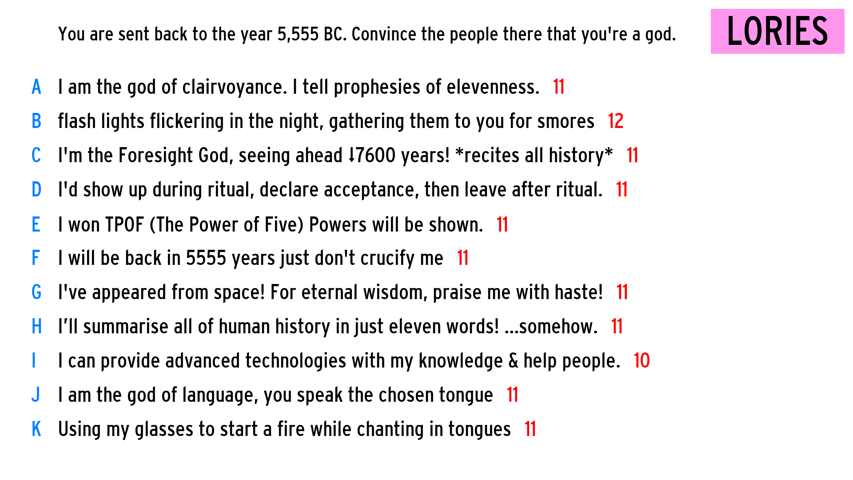 You are sent back to the year 5,555 BC. Convince the people there that you're a god.
LORIES
A I am the god of clairvoyance. I tell prophesies of elevenness. 11
B flash lights flickering in the night, gathering them to you for smores 12
C I'm the Foresight God, seeing ahead ⇃7600 years! *recites all history* 11
D I'd show up during ritual, declare acceptance, then leave after ritual. 11
E I won TPOF (The Power of Five) Powers will be shown. 11
F I will be back in 5555 years just don't crucify me 11
G I've appeared from space! For eternal wisdom, praise me with haste! 11
H I’ll summarise all of human history in just eleven words! ...somehow. 11
I I can provide advanced technologies with my knowledge & help people. 10
J I am the god of language, you speak the chosen tongue 11
K Using my glasses to start a fire while chanting in tongues 11